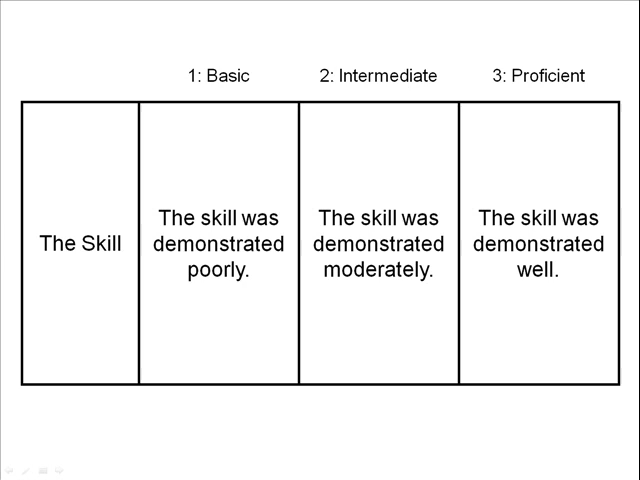 1: Basic
2: Intermediate
3: Proficient
The Skill
The skill was
demonstrated
poorly.
The skill was
demonstrated
moderately.
The skill was
demonstrated
well.